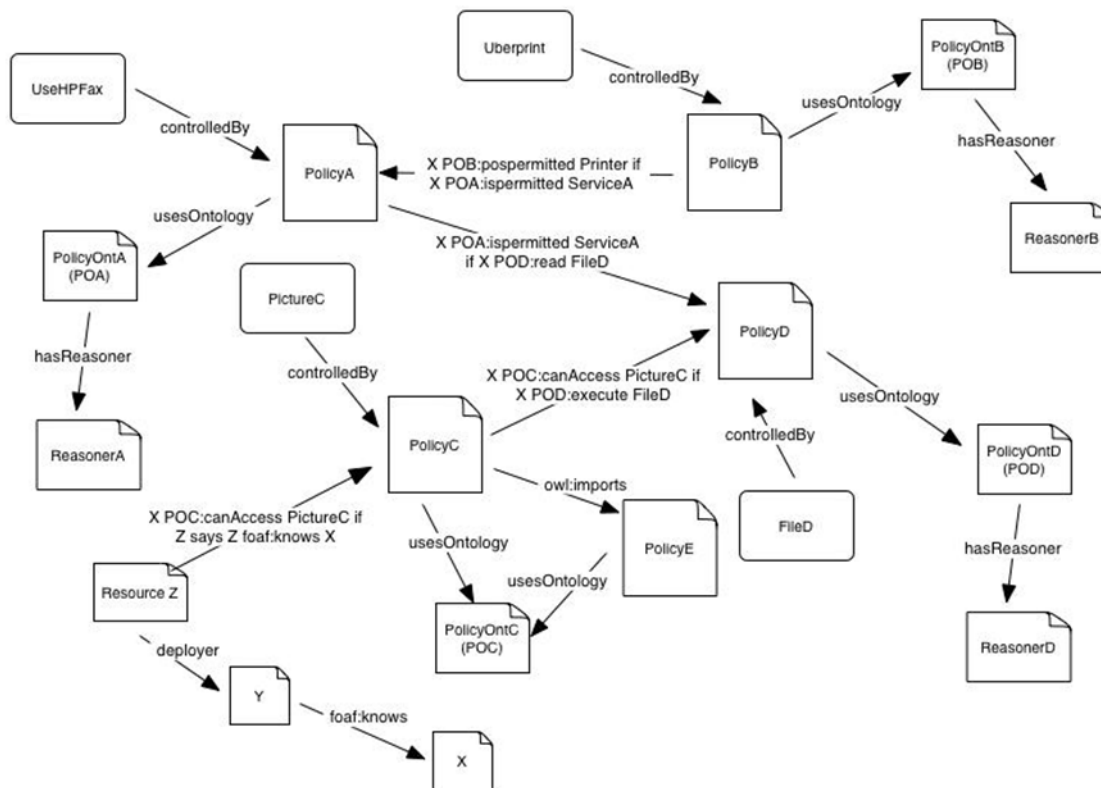 Uberprint
PolicyOntB
(POB)
UseHPFax
controlledBy
usesOntology
controlledBy
hasReasoner
PolicyA
X POB:pospermitted Printer if
X POA:ispermitted ServiceA
PolicyB
usesOntology
ReasonerB
PolicyOntA
(POA)
X POA:ispermitted ServiceA
if X POD:read FileD
PictureC
PolicyD
hasReasoner
controlledBy
X POC:canAccess PictureC if
X POD:execute FileD
usesOntology
ReasonerA
PolicyC
controlledBy
PolicyOntD
(POD)
owl:imports
X POC:canAccess PictureC if
Z says Z foaf:knows X
FileD
usesOntology
PolicyE
hasReasoner
usesOntology
Resource Z
PolicyOntC
(POC)
ReasonerD
deployer
Y
foaf:knows
X